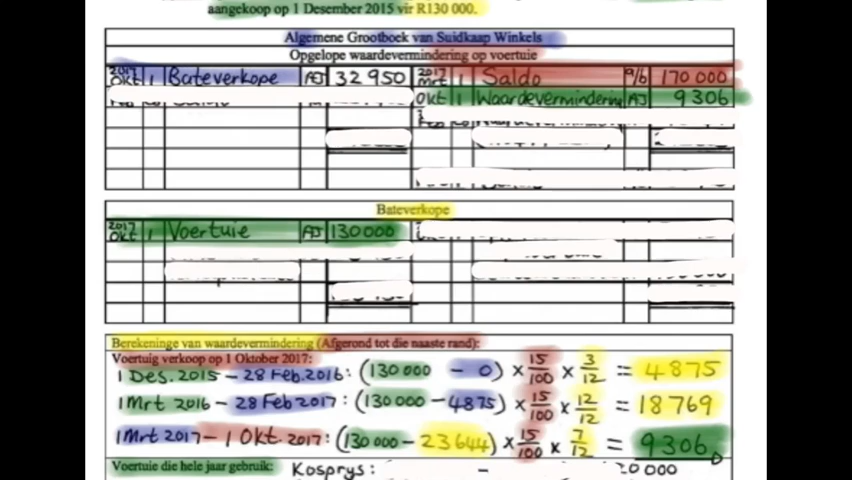 aangekoop op 1 Desember 2015 vir R130 000.
Algemene Grootboek van Suidkaap Winkels
Opgelope waardevermindering op voertuie
2017 Okt 1 Bateverkope AJ 32 950 2017 Mrt 1 Saldo a/b 170 000
Okt 1 Waardevermindering AJ 9 306
Bateverkope
2017 Okt 1 Voertuie AJ 130 000
Berekeninge van waardevermindering (Afgerond tot die naaste rand):
Voertuig verkoop op 1 Oktober 2017:
1 Des. 2015 – 28 Feb. 2016: (130 000 – 0) × 15/100 × 3/12 = 4 875
1 Mrt 2016 – 28 Feb 2017: (130 000 – 4 875) × 15/100 × 12/12 = 18 769
1 Mrt 2017 – 1 Okt. 2017: (130 000 – 23 644) × 15/100 × 7/12 = 9 306
Voertuie die hele jaar gebruik: Kosprys: –